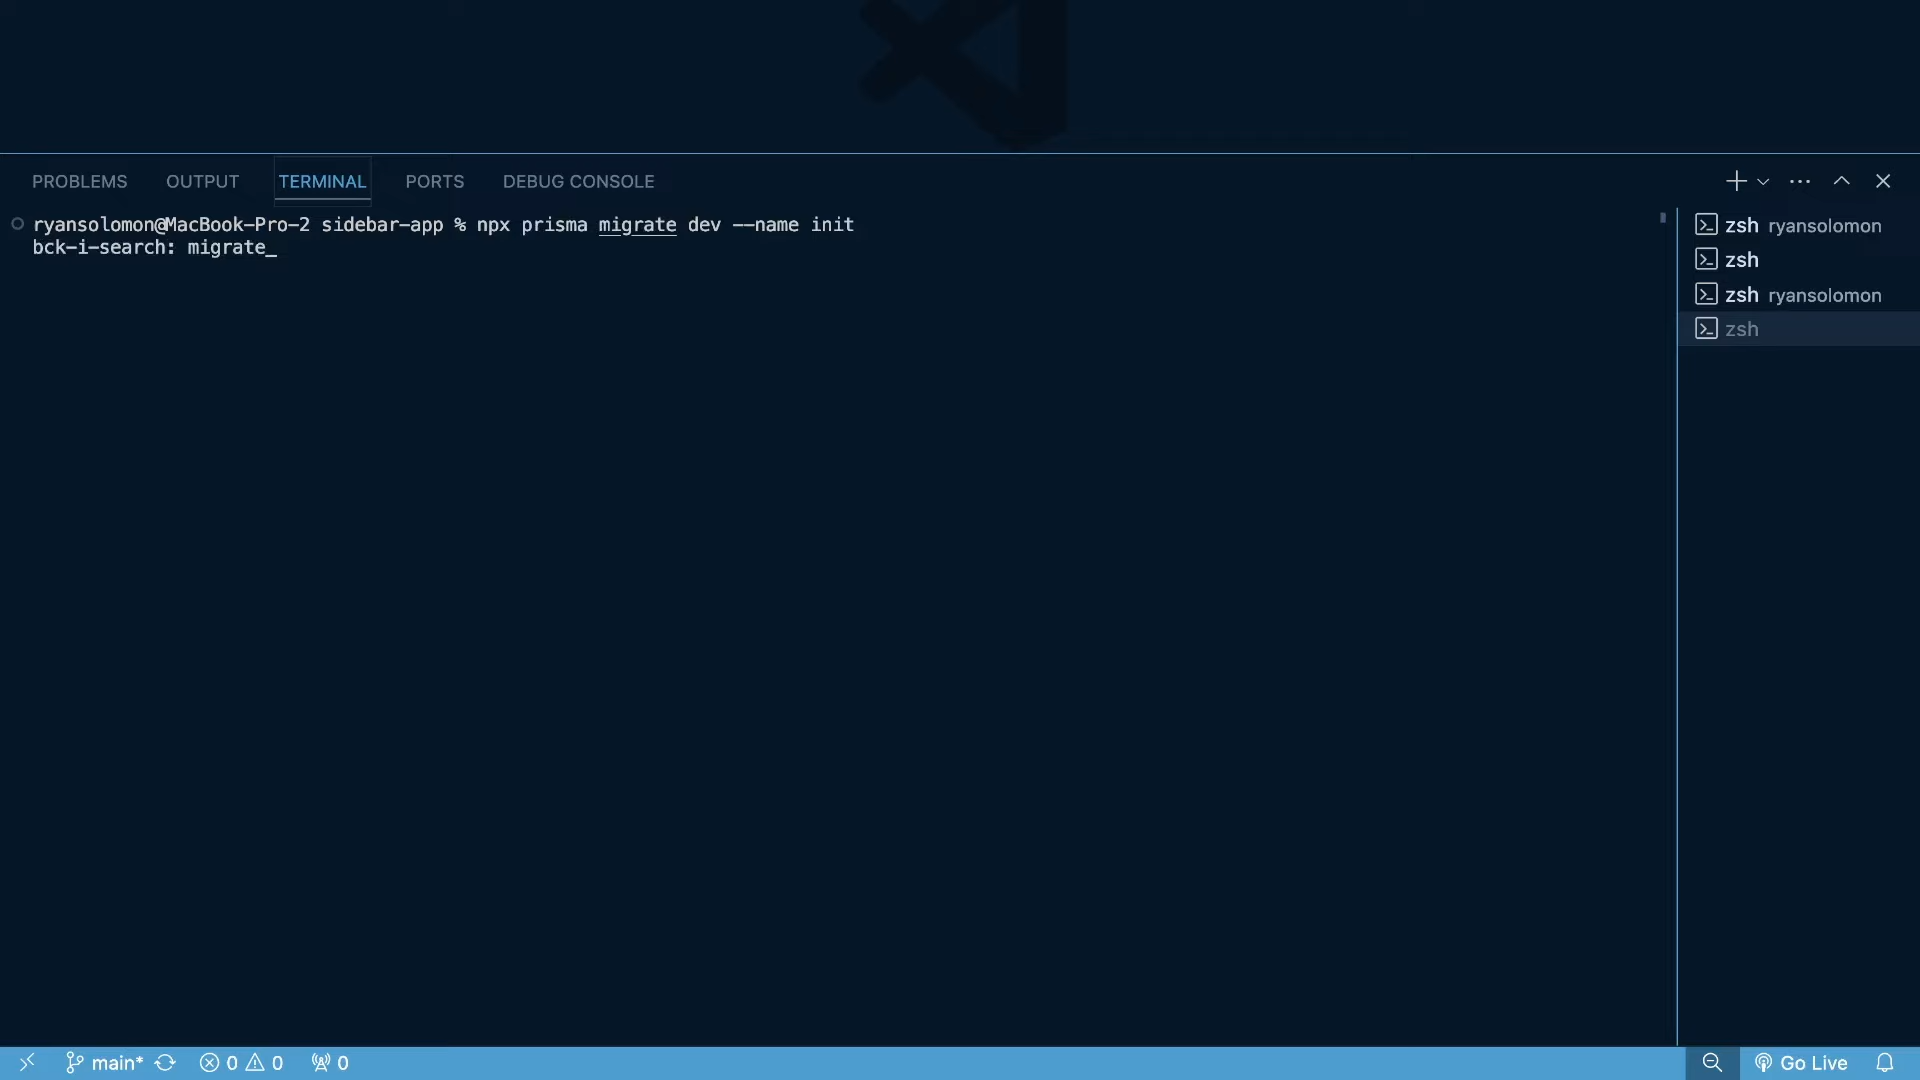 PROBLEMS OUTPUT TERMINAL PORTS DEBUG CONSOLE
ryansolomon@MacBook-Pro-2 sidebar-app % npx prisma migrate dev --name init
bck-i-search: migrate_
zsh ryansolomon
zsh
zsh ryansolomon
zsh
main* 0 0 0 Go Live